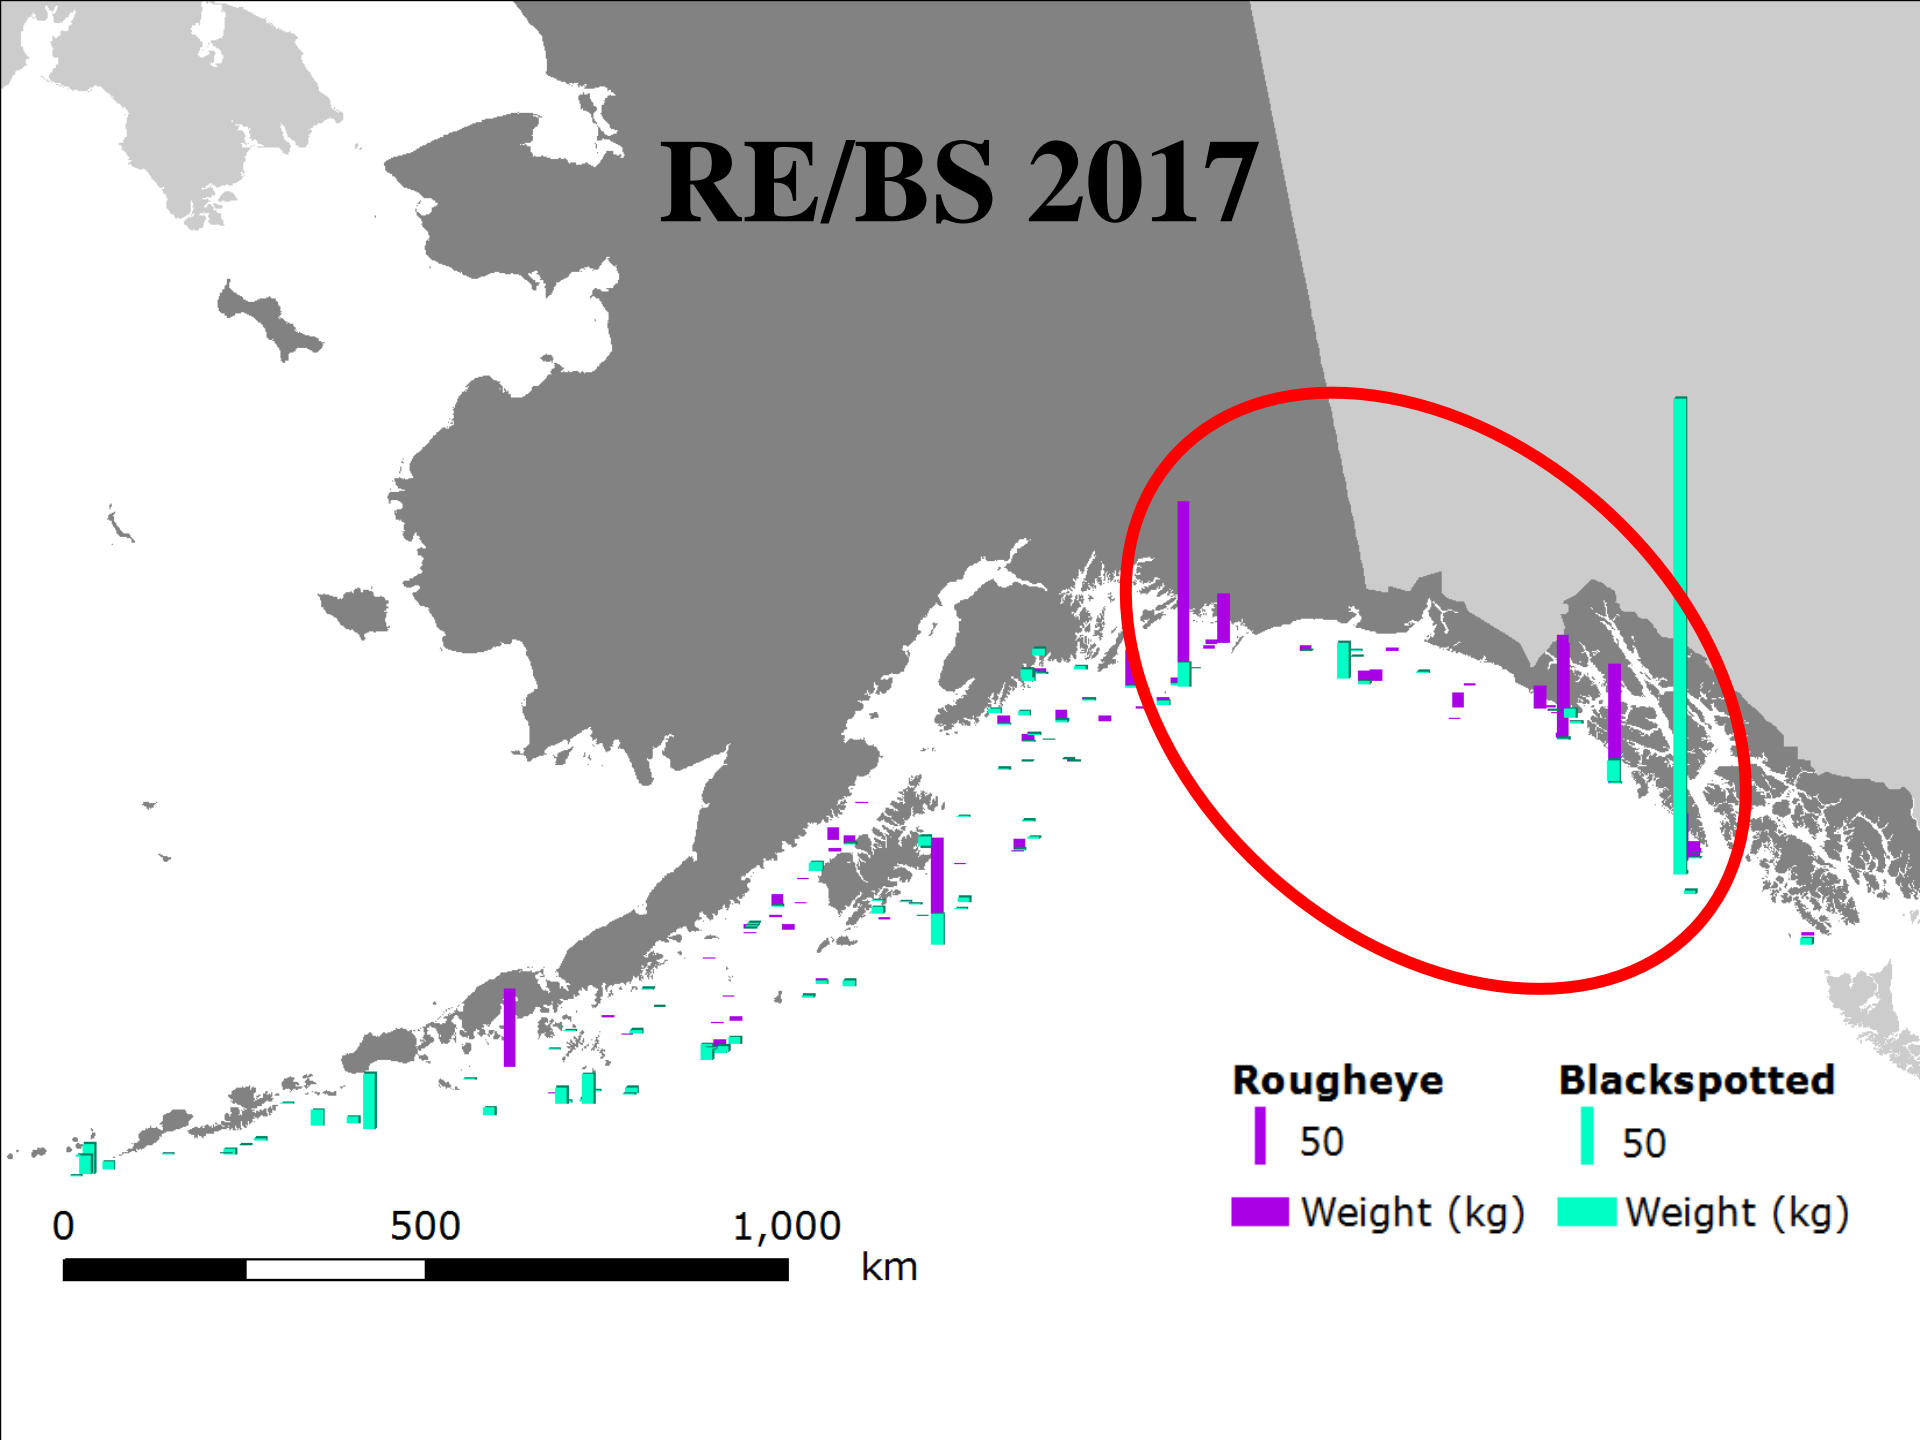 RE/BS 2017
Rougheye
50
Weight (kg)
Blackspotted
50
Weight (kg)
0 500 1,000
km